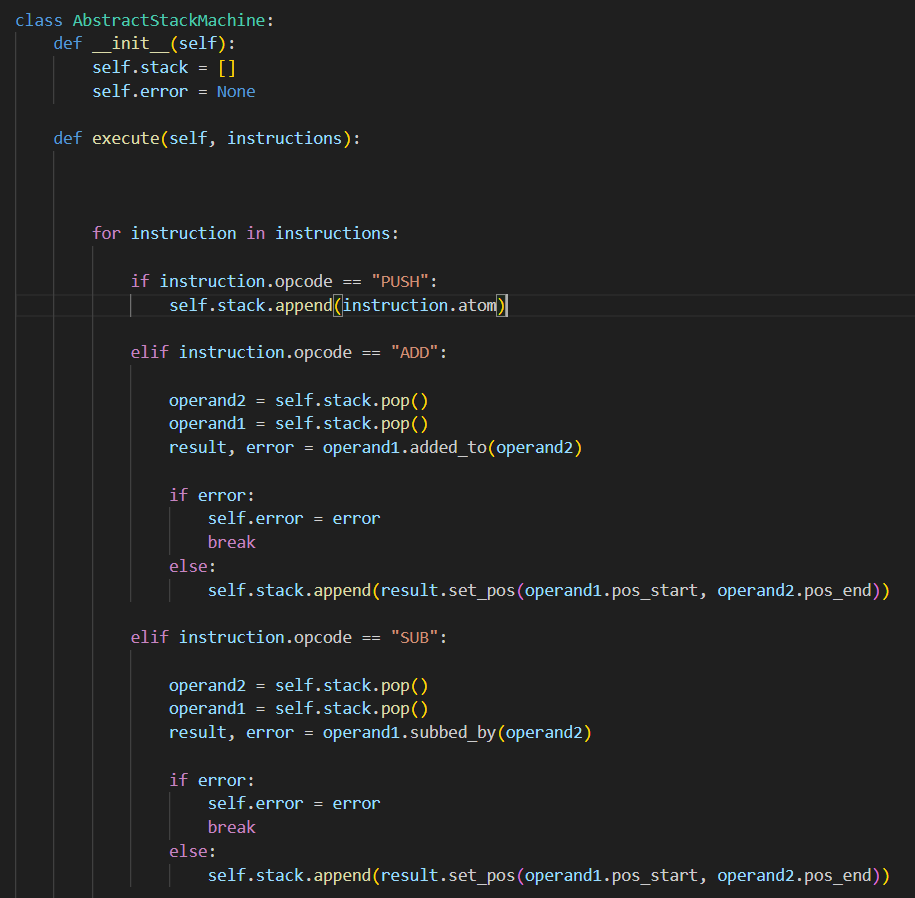 class AbstractStackMachine:
    def __init__(self):
        self.stack = []
        self.error = None
    def execute(self, instructions):
        for instruction in instructions:
            if instruction.opcode == "PUSH":
                self.stack.append(instruction.atom)
            elif instruction.opcode == "ADD":
                operand2 = self.stack.pop()
                operand1 = self.stack.pop()
                result, error = operand1.added_to(operand2)
                if error:
                    self.error = error
                    break
                else:
                    self.stack.append(result.set_pos(operand1.pos_start, operand2.pos_end))
            elif instruction.opcode == "SUB":
                operand2 = self.stack.pop()
                operand1 = self.stack.pop()
                result, error = operand1.subbed_by(operand2)
                if error:
                    self.error = error
                    break
                else:
                    self.stack.append(result.set_pos(operand1.pos_start, operand2.pos_end))